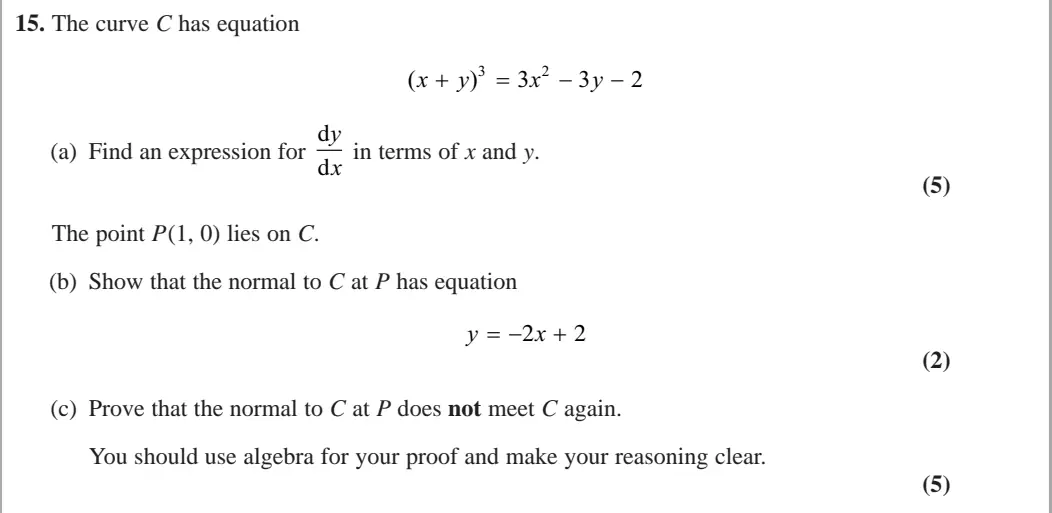 15. The curve C has equation
(x + y)³ = 3x² − 3y − 2
(a) Find an expression for dy/dx in terms of x and y.
(5)
The point P(1, 0) lies on C.
(b) Show that the normal to C at P has equation
y = −2x + 2
(2)
(c) Prove that the normal to C at P does not meet C again.
You should use algebra for your proof and make your reasoning clear.
(5)